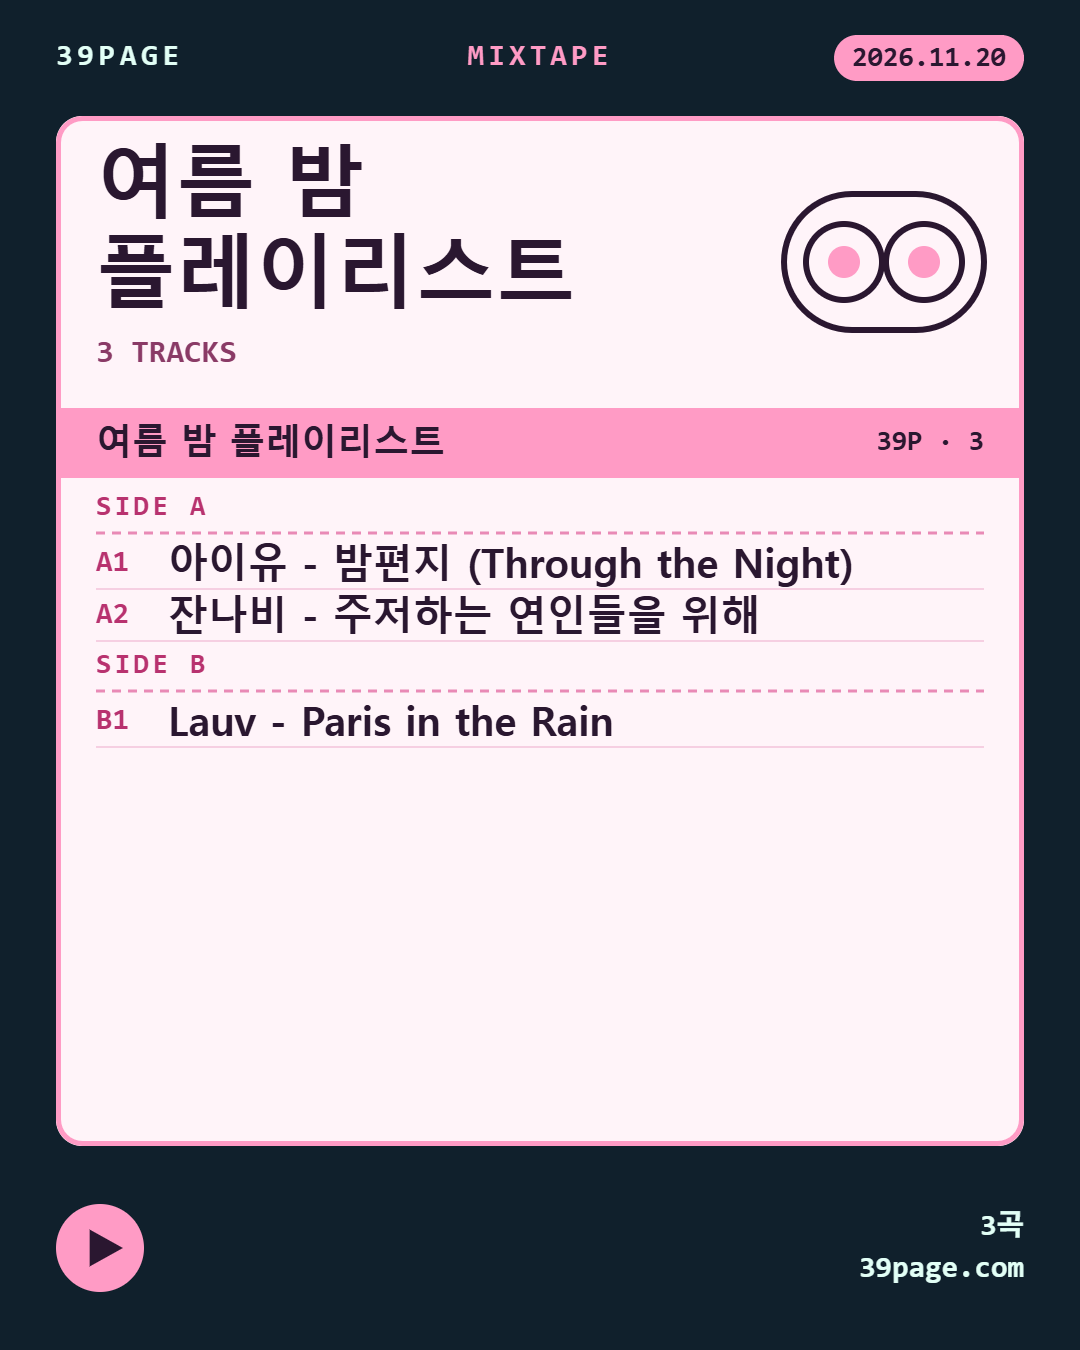 39PAGE
MIXTAPE
2026.11.20
여름 밤
플레이리스트
3 TRACKS
여름 밤 플레이리스트
39P · 3
SIDE A
A1 아이유 - 밤편지 (Through the Night)
A2 잔나비 - 주저하는 연인들을 위해
SIDE B
B1 Lauv - Paris in the Rain
3곡
39page.com